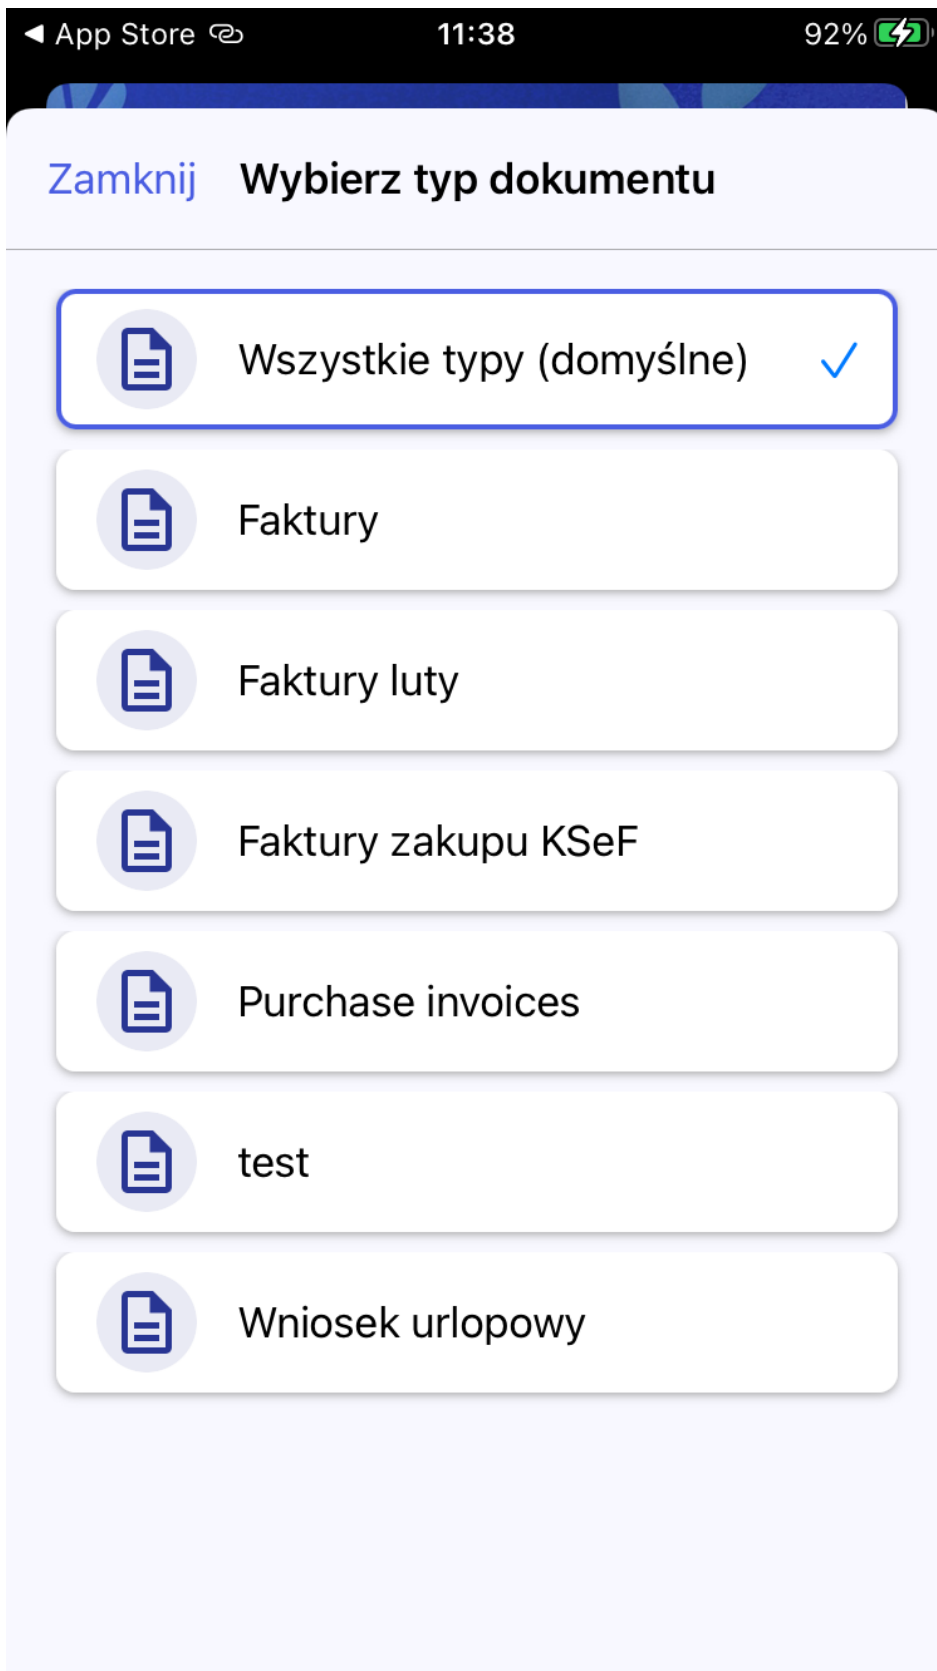 App Store
11:38
92%
Zamknij
Wybierz typ dokumentu
Wszystkie typy (domyślne)
Faktury
Faktury luty
Faktury zakupu KSeF
Purchase invoices
test
Wniosek urlopowy